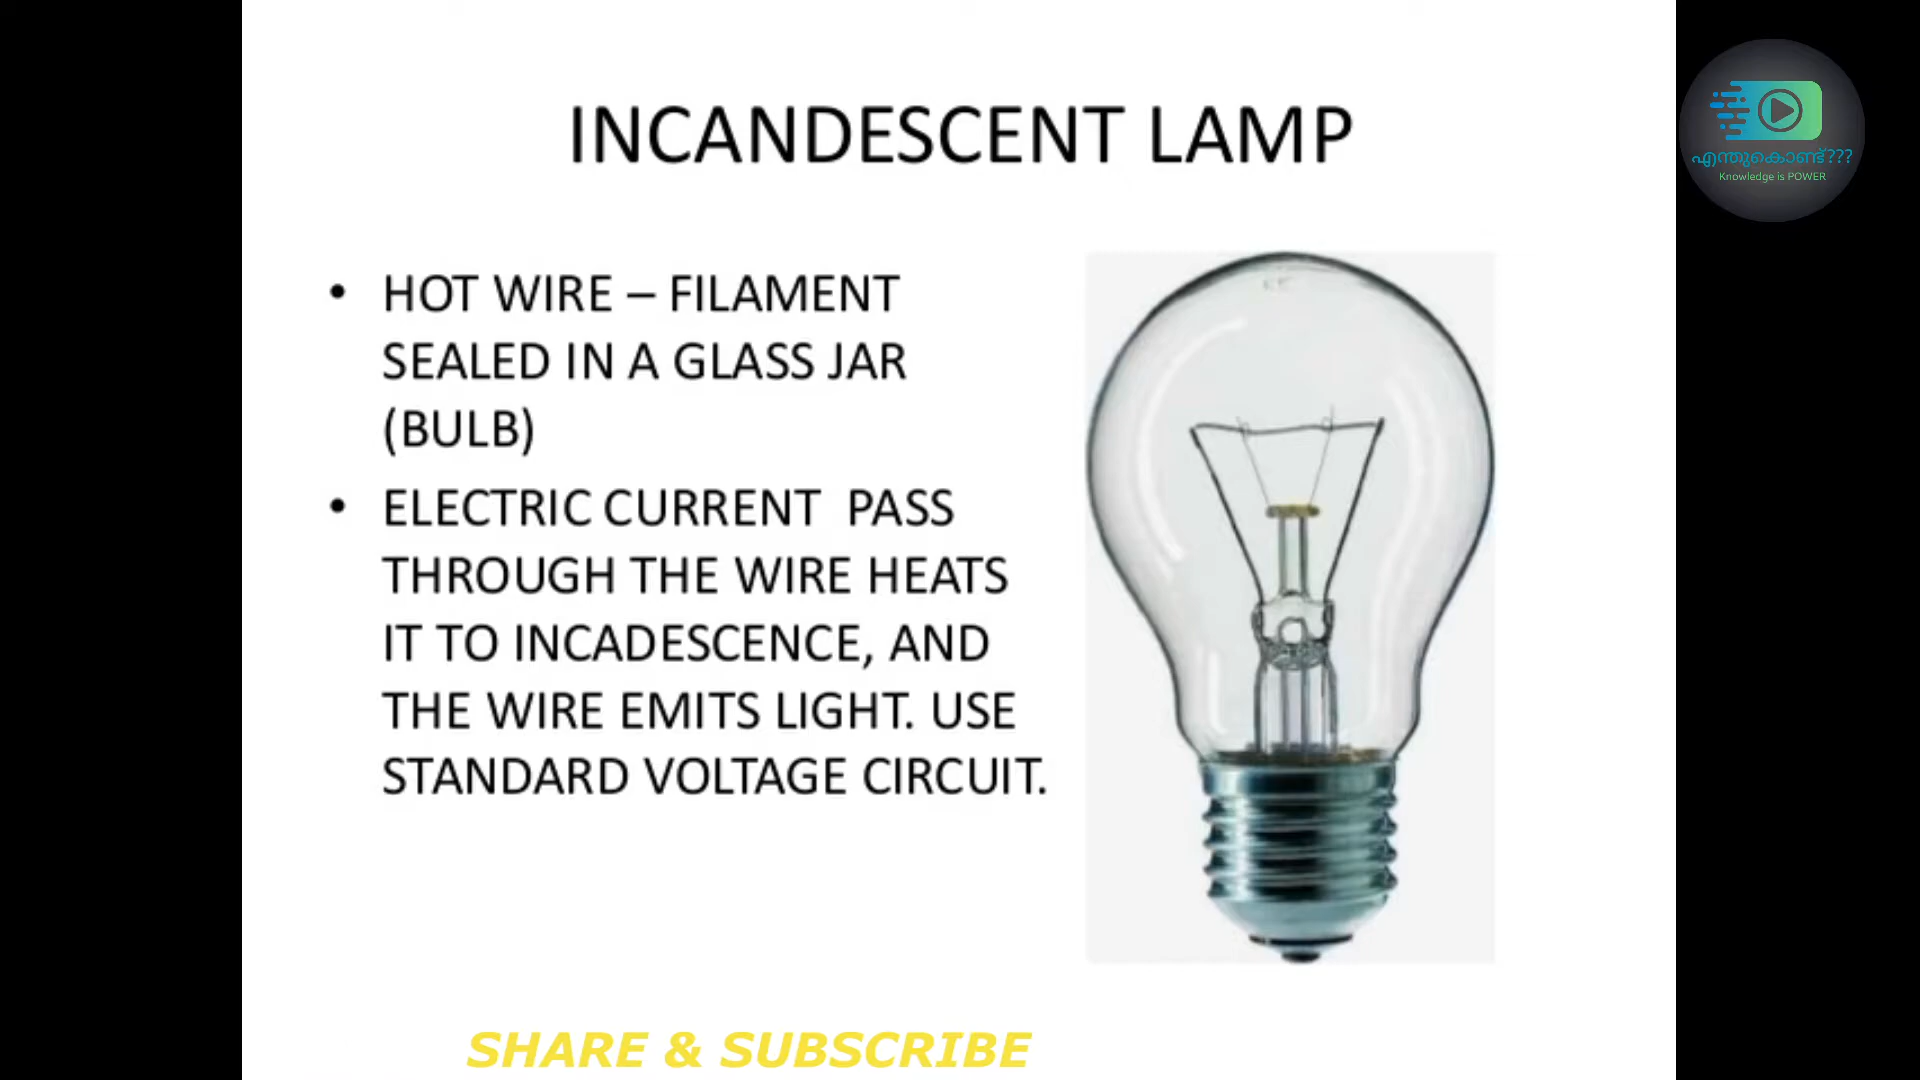 INCANDESCENT LAMP
എന്തുകൊണ്ട്???
Knowledge is POWER
• HOT WIRE – FILAMENT
SEALED IN A GLASS JAR
(BULB)
• ELECTRIC CURRENT PASS
THROUGH THE WIRE HEATS
IT TO INCADESCENCE, AND
THE WIRE EMITS LIGHT. USE
STANDARD VOLTAGE CIRCUIT.
SHARE & SUBSCRIBE